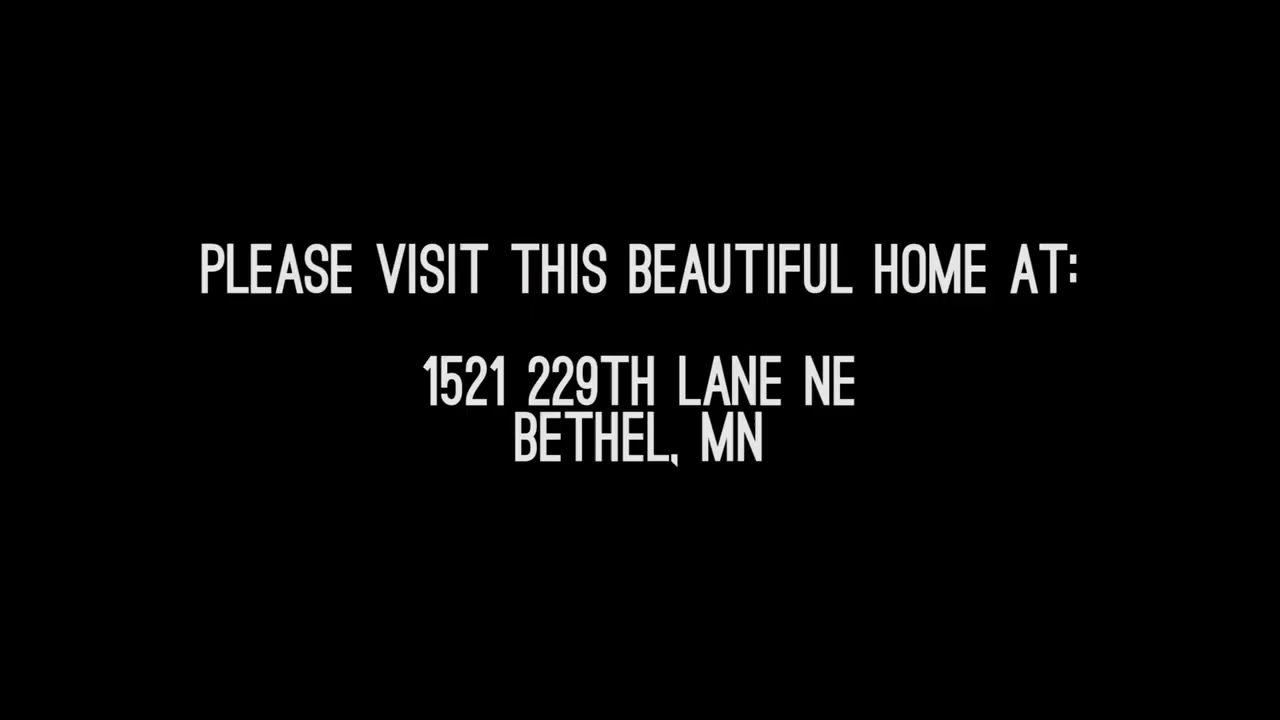 PLEASE VISIT THIS BEAUTIFUL HOME AT:
1521 229TH LANE NE
BETHEL, MN